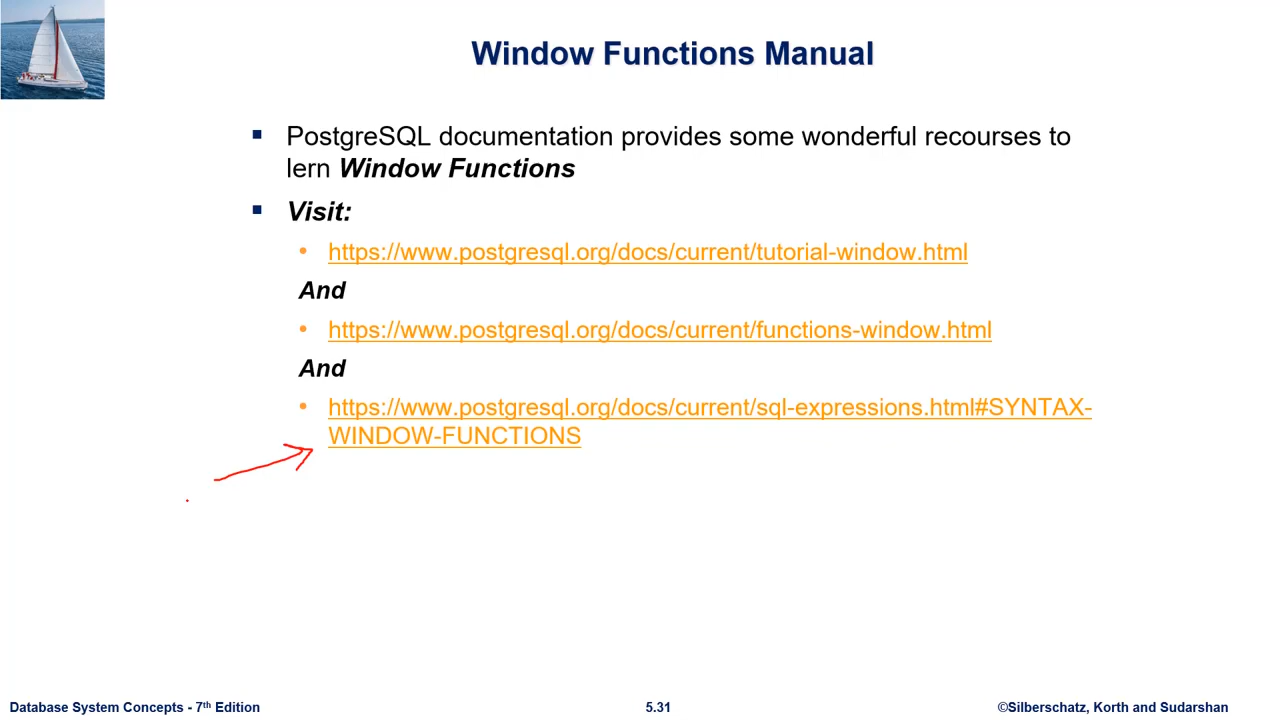 Window Functions Manual
PostgreSQL documentation provides some wonderful recourses to
lern Window Functions
Visit:
https://www.postgresql.org/docs/current/tutorial-window.html
And
https://www.postgresql.org/docs/current/functions-window.html
And
https://www.postgresql.org/docs/current/sql-expressions.html#SYNTAX-
WINDOW-FUNCTIONS
Database System Concepts - 7th Edition
5.31
©Silberschatz, Korth and Sudarshan